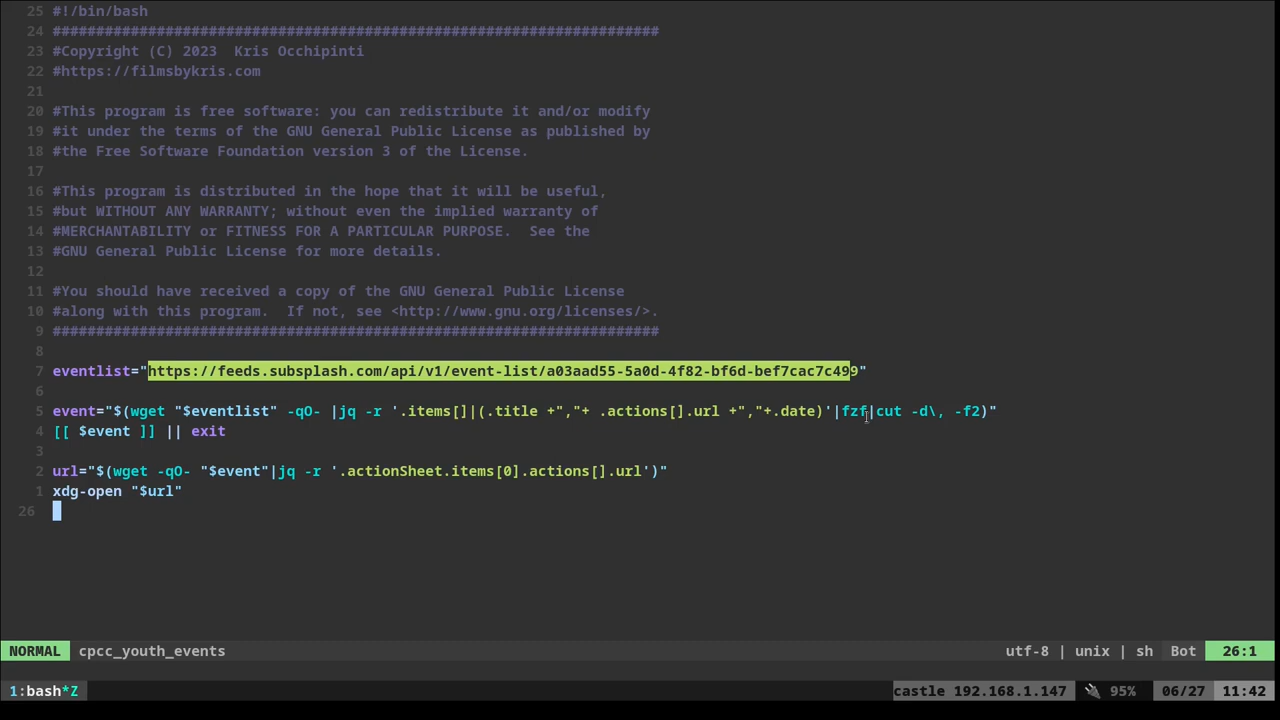 25 #!/bin/bash
24 ######################################################################
23 #Copyright (C) 2023  Kris Occhipinti
22 #https://filmsbykris.com
21
20 #This program is free software: you can redistribute it and/or modify
19 #it under the terms of the GNU General Public License as published by
18 #the Free Software Foundation version 3 of the License.
17
16 #This program is distributed in the hope that it will be useful,
15 #but WITHOUT ANY WARRANTY; without even the implied warranty of
14 #MERCHANTABILITY or FITNESS FOR A PARTICULAR PURPOSE.  See the
13 #GNU General Public License for more details.
12
11 #You should have received a copy of the GNU General Public License
10 #along with this program.  If not, see <http://www.gnu.org/licenses/>.
9 ######################################################################
8
7 eventlist="https://feeds.subsplash.com/api/v1/event-list/a03aad55-5a0d-4f82-bf6d-bef7cac7c499"
6
5 event="$(wget "$eventlist" -qO- |jq -r '.items[]|(.title +","+ .actions[].url +","+.date)'|fzf|cut -d\, -f2)"
4 [[ $event ]] || exit
3
2 url="$(wget -qO- "$event"|jq -r '.actionSheet.items[0].actions[].url')"
1 xdg-open "$url"
26
NORMAL cpcc_youth_events utf-8 | unix | sh Bot 26:1
1:bash*Z castle 192.168.1.147 95% 06/27 11:42